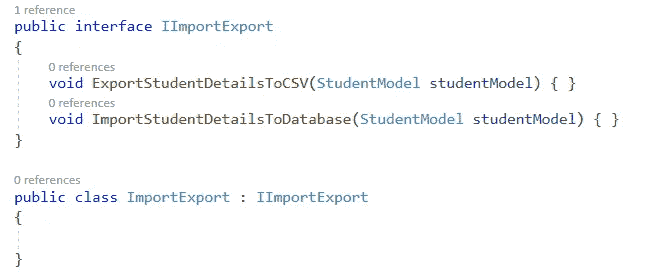 1 reference
public interface IImportExport
{
0 references
void ExportStudentDetailsToCSV(StudentModel studentModel) { }
0 references
void ImportStudentDetailsToDatabase(StudentModel studentModel) { }
}
0 references
public class ImportExport : IImportExport
{
}